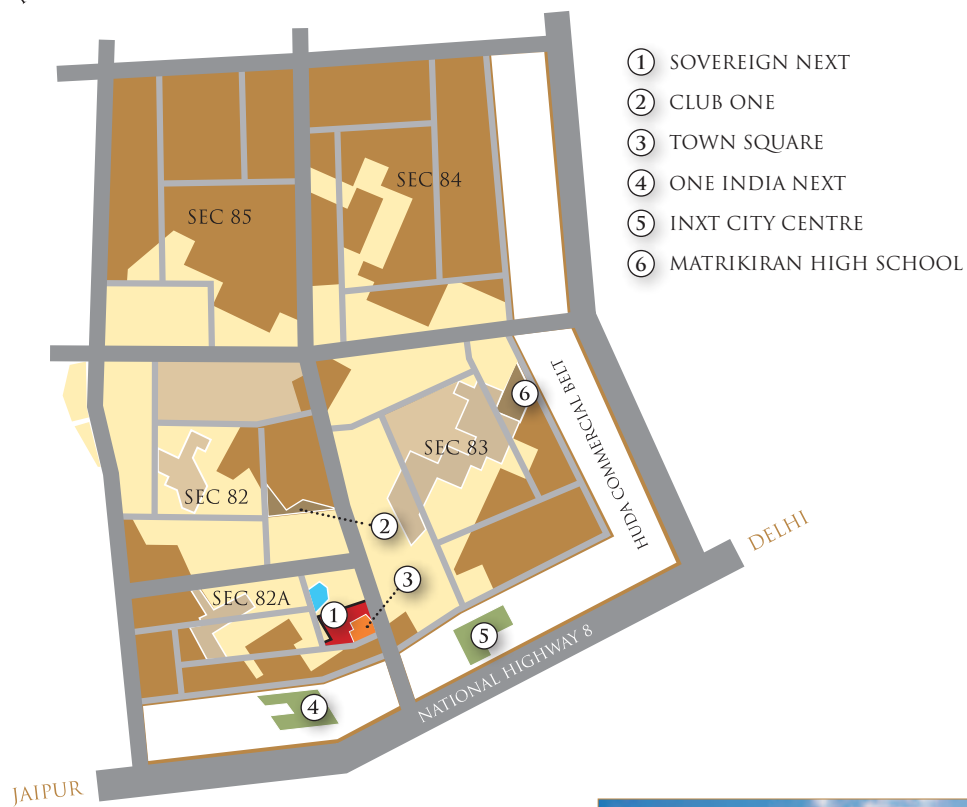 1 SOVEREIGN NEXT
2 CLUB ONE
3 TOWN SQUARE
4 ONE INDIA NEXT
5 INXT CITY CENTRE
6 MATRIKIRAN HIGH SCHOOL
SEC 84
SEC 85
6
HUDA COMMERCIAL BELT
SEC 83
SEC 82
2
DELHI
3
SEC 82A
1
5
NATIONAL HIGHWAY 8
4
JAIPUR